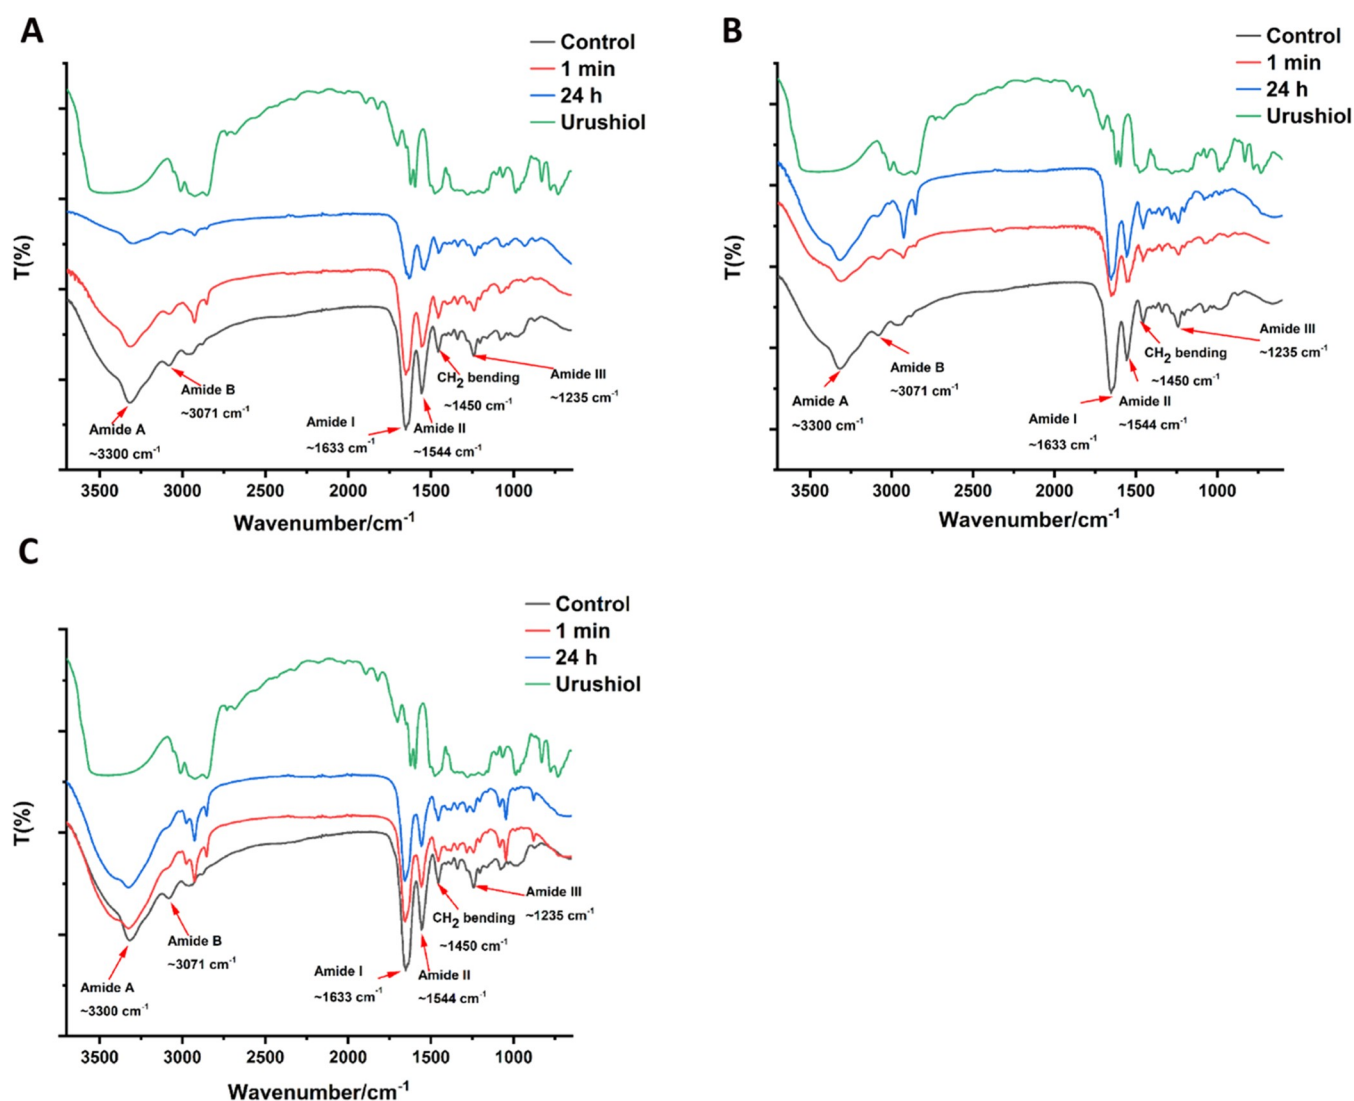 A
Control
1 min
24 h
Urushiol
T(%)
Amide A
~3300 cm-1
Amide B
~3071 cm-1
Amide I
~1633 cm-1
Amide II
~1544 cm-1
CH2 bending
~1450 cm-1
Amide III
~1235 cm-1
3500 3000 2500 2000 1500 1000
Wavenumber/cm-1
B
Control
1 min
24 h
Urushiol
T(%)
Amide A
~3300 cm-1
Amide B
~3071 cm-1
Amide I
~1633 cm-1
Amide II
~1544 cm-1
CH2 bending
~1450 cm-1
Amide III
~1235 cm-1
3500 3000 2500 2000 1500 1000
Wavenumber/cm-1
C
Control
1 min
24 h
Urushiol
T(%)
Amide A
~3300 cm-1
Amide B
~3071 cm-1
Amide I
~1633 cm-1
Amide II
~1544 cm-1
CH2 bending
~1450 cm-1
Amide III
~1235 cm-1
3500 3000 2500 2000 1500 1000
Wavenumber/cm-1